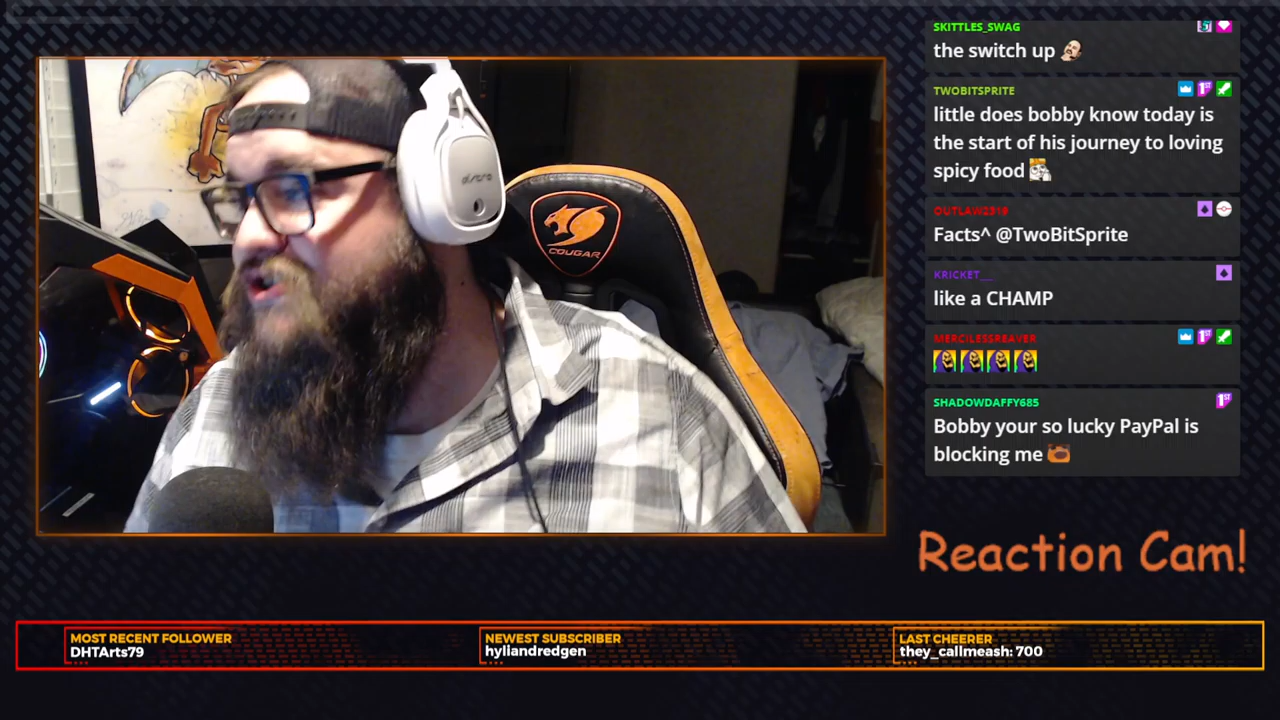 SKITTLES_SWAG
the switch up
TWOBITSPRITE
little does bobby know today is
the start of his journey to loving
spicy food
OUTLAW2319
Facts^ @TwoBitSprite
KRICKET__
like a CHAMP
MERCILESSREAVER
SHADOWDAFFY685
Bobby your so lucky PayPal is
blocking me
astro
COUGAR
Reaction Cam!
MOST RECENT FOLLOWER
DHTArts79
NEWEST SUBSCRIBER
hyliandredgen
LAST CHEERER
they_callmeash: 700